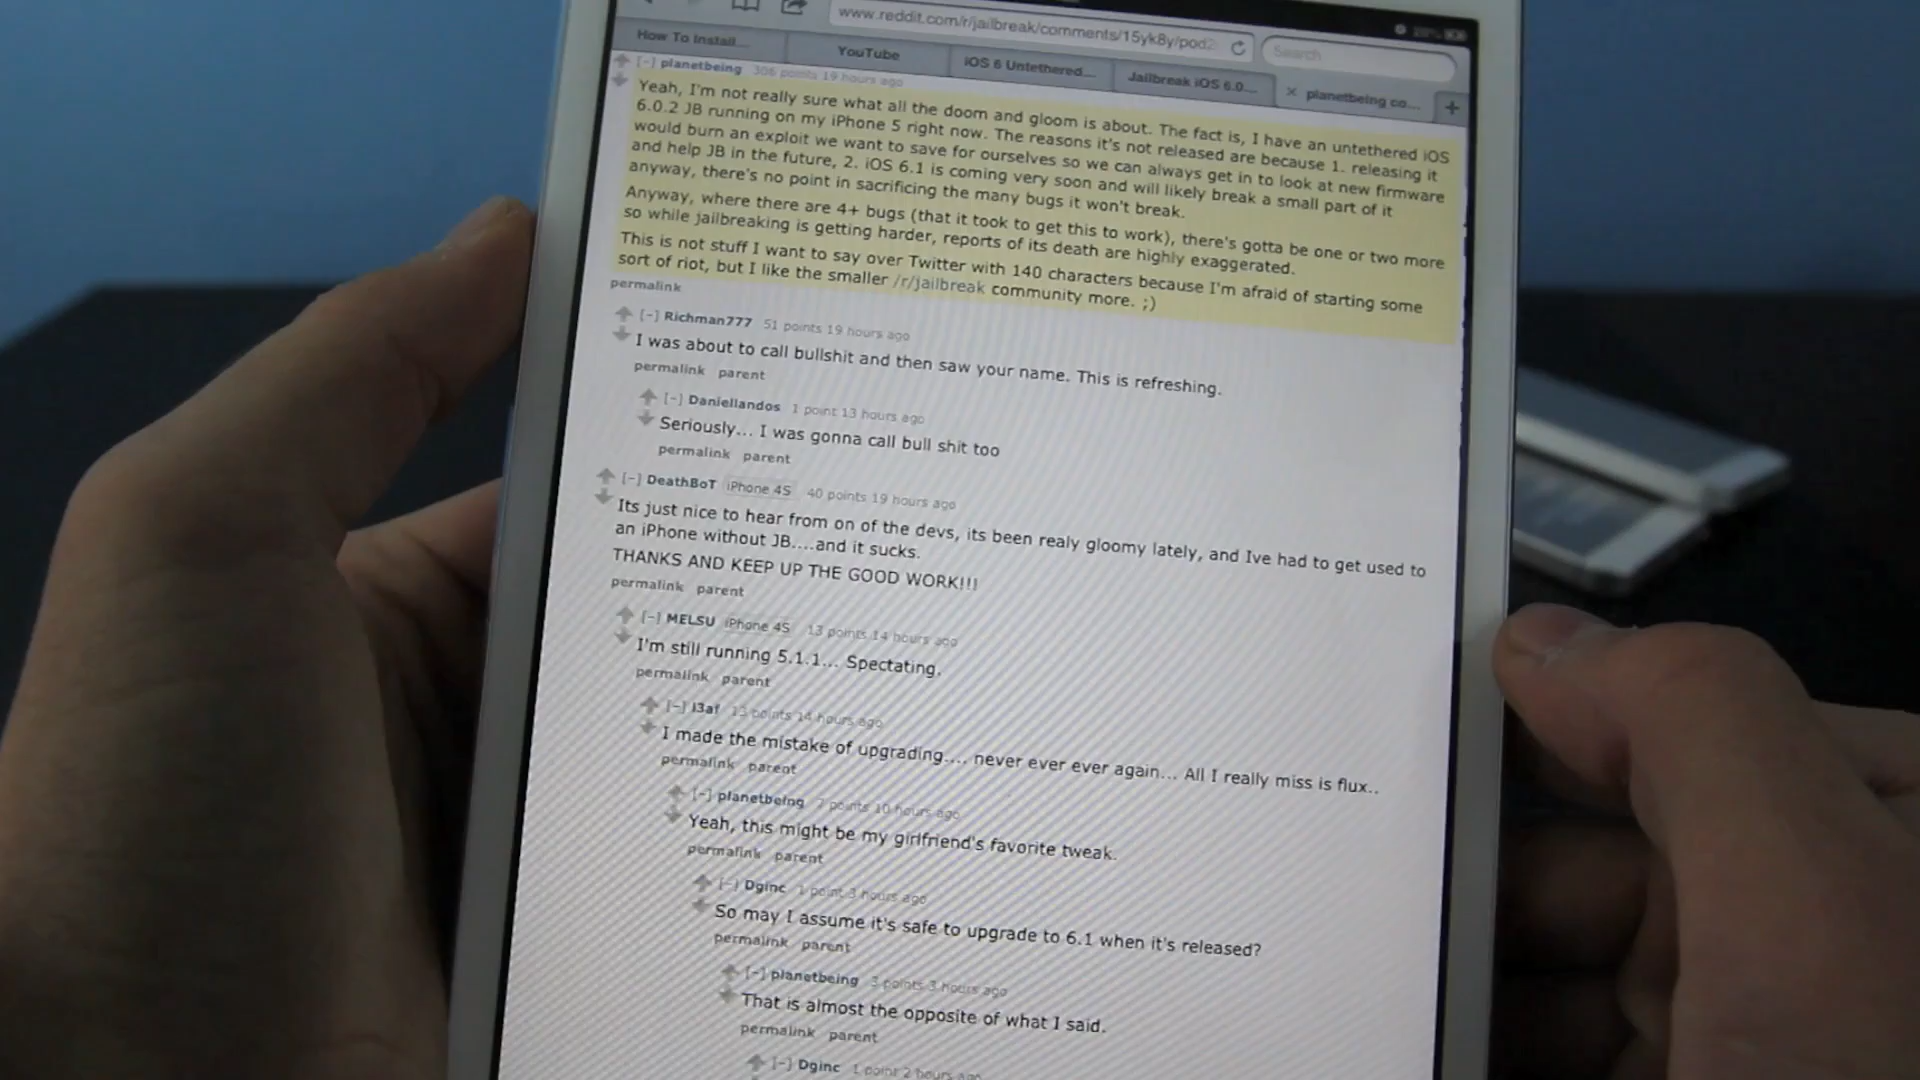 www.reddit.com/r/jailbreak/comments/15yk8y/pod2
Search
How To Install...
YouTube
iOS 6 Untethered...
Jailbreak iOS 6.0...
× planetbeing co...
+
[-] planetbeing 306 points 19 hours ago
Yeah, I'm not really sure what all the doom and gloom is about. The fact is, I have an untethered iOS
6.0.2 JB running on my iPhone 5 right now. The reasons it's not released are because 1. releasing it
would burn an exploit we want to save for ourselves so we can always get in to look at new firmware
and help JB in the future, 2. iOS 6.1 is coming very soon and will likely break a small part of it
anyway, there's no point in sacrificing the many bugs it won't break.
Anyway, where there are 4+ bugs (that it took to get this to work), there's gotta be one or two more
so while jailbreaking is getting harder, reports of its death are highly exaggerated.
This is not stuff I want to say over Twitter with 140 characters because I'm afraid of starting some
sort of riot, but I like the smaller /r/jailbreak community more. ;)
permalink
[-] Richman777 51 points 19 hours ago
I was about to call bullshit and then saw your name. This is refreshing.
permalink parent
[-] Daniellandos 1 point 13 hours ago
Seriously... I was gonna call bull shit too
permalink parent
[-] DeathBoT iPhone 4S 40 points 19 hours ago
Its just nice to hear from on of the devs, its been realy gloomy lately, and Ive had to get used to
an iPhone without JB....and it sucks.
THANKS AND KEEP UP THE GOOD WORK!!!
permalink parent
[-] MELSU iPhone 4S 13 points 14 hours ago
I'm still running 5.1.1... Spectating.
permalink parent
[-] l3af 13 points 14 hours ago
I made the mistake of upgrading.... never ever ever again... All I really miss is flux..
permalink parent
[-] planetbeing 7 points 10 hours ago
Yeah, this might be my girlfriend's favorite tweak.
permalink parent
[-] Dginc 1 point 3 hours ago
So may I assume it's safe to upgrade to 6.1 when it's released?
permalink parent
[-] planetbeing 3 points 3 hours ago
That is almost the opposite of what I said.
permalink parent
[-] Dginc 1 point 2 hours ago